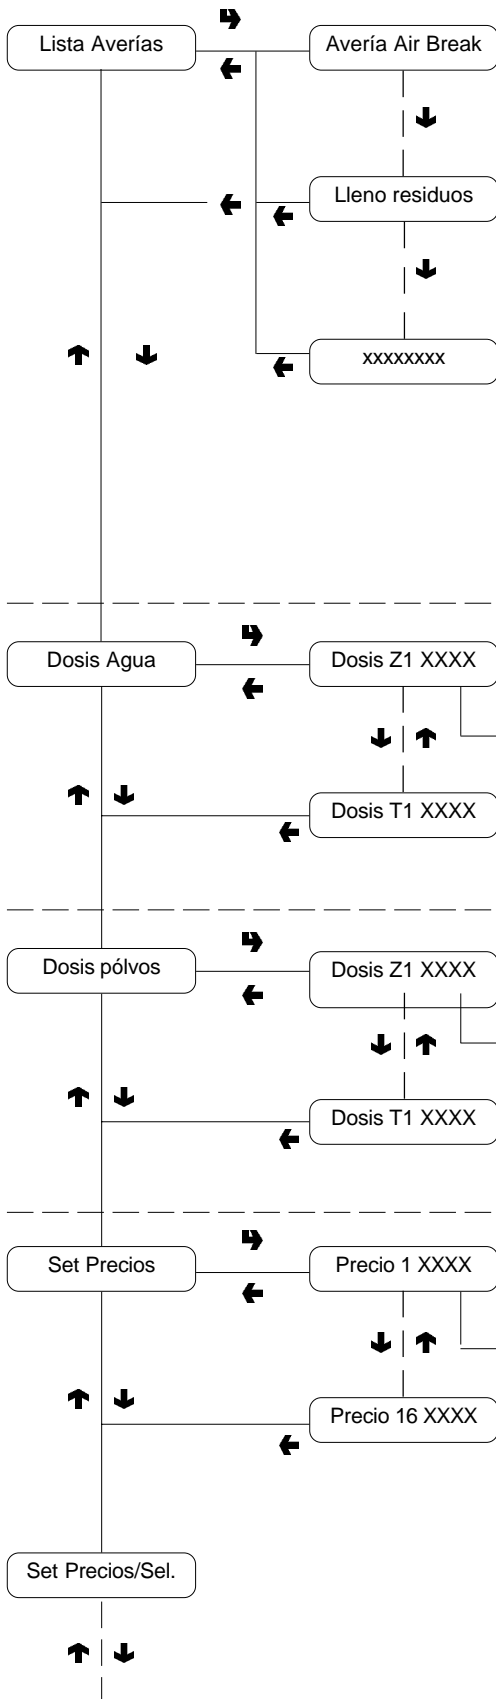 Lista Averías
Avería Air Break
Lleno residuos
xxxxxxxx
Dosis Agua
Dosis Z1 XXXX
Dosis T1 XXXX
Dosis pólvos
Dosis Z1 XXXX
Dosis T1 XXXX
Set Precios
Precio 1 XXXX
Precio 16 XXXX
Set Precios/Sel.